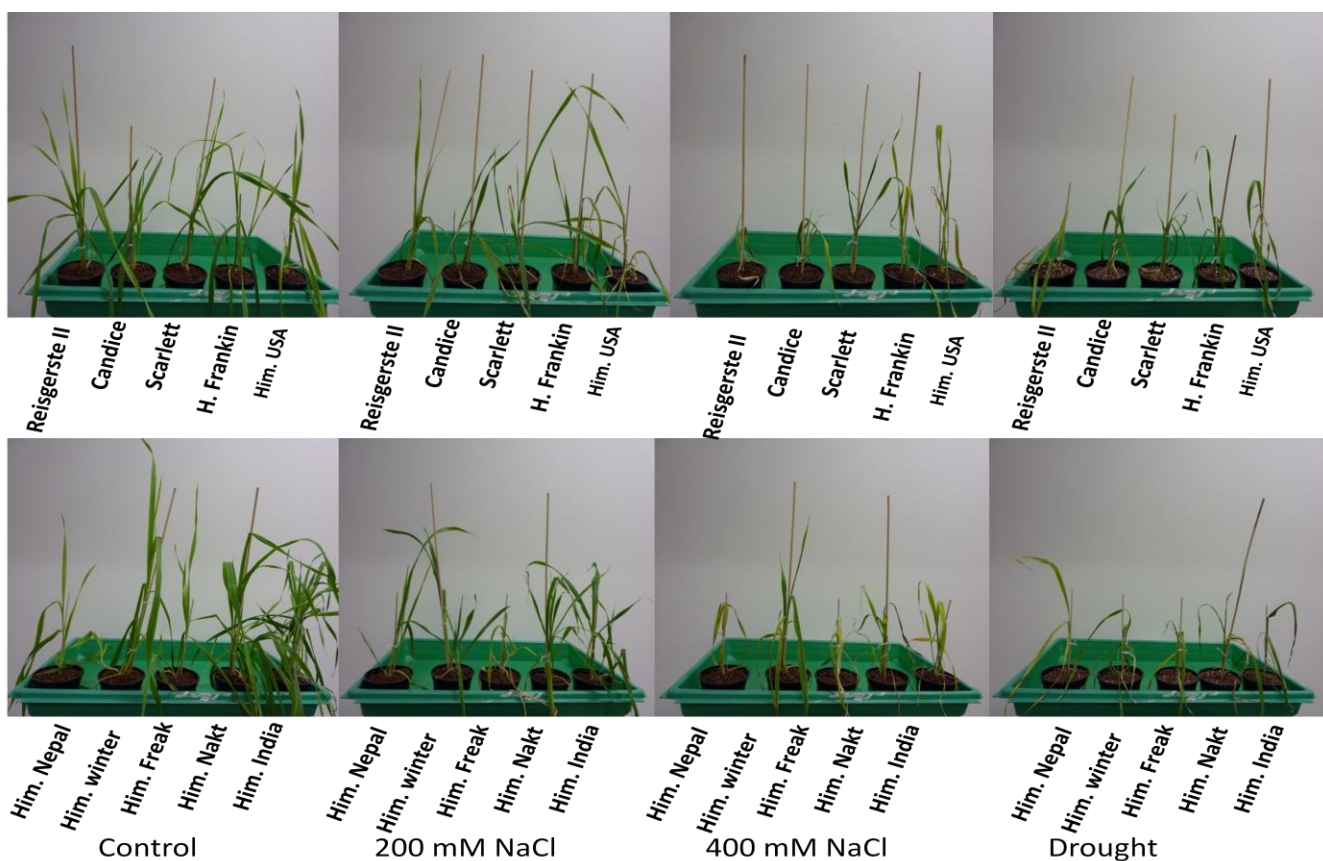 Reisgerste II
Candice
Scarlett
H. Frankin
Him. USA
Reisgerste II
Candice
Scarlett
H. Frankin
Him. USA
Reisgerste II
Candice
Scarlett
H. Frankin
Him. USA
Reisgerste II
Candice
Scarlett
H. Frankin
Him. USA
Him. Nepal
Him. winter
Him. Freak
Him. Nakt
Him. India
Him. Nepal
Him. winter
Him. Freak
Him. Nakt
Him. India
Him. Nepal
Him. winter
Him. Freak
Him. Nakt
Him. India
Him. Nepal
Him. winter
Him. Freak
Him. Nakt
Him. India
Control
200 mM NaCl
400 mM NaCl
Drought